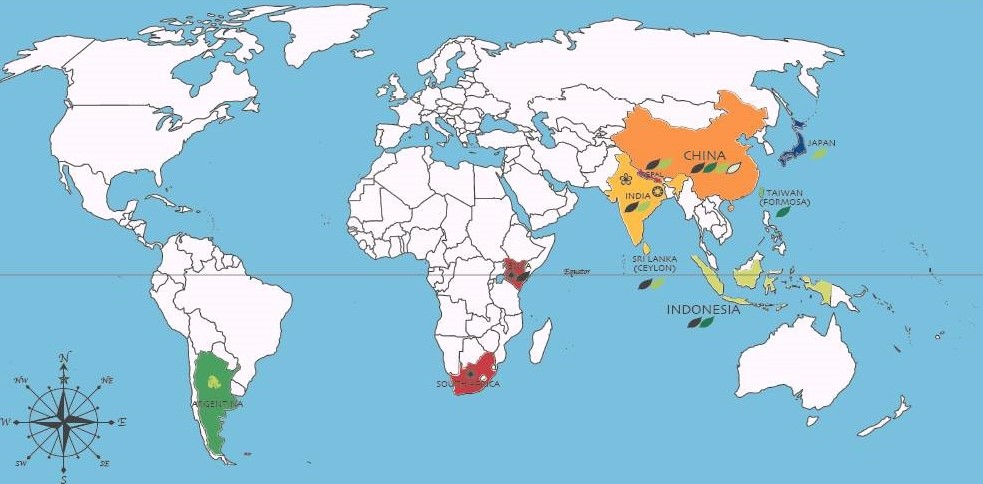 JAPAN
CHINA
NEPAL
TAIWAN
(FORMOSA)
INDIA
SRI LANKA
(CEYLON)
KENYA
Equator
INDONESIA
N
NW
NE
W
E
SW
SE
S
SOUTH AFRICA
ARGENTINA